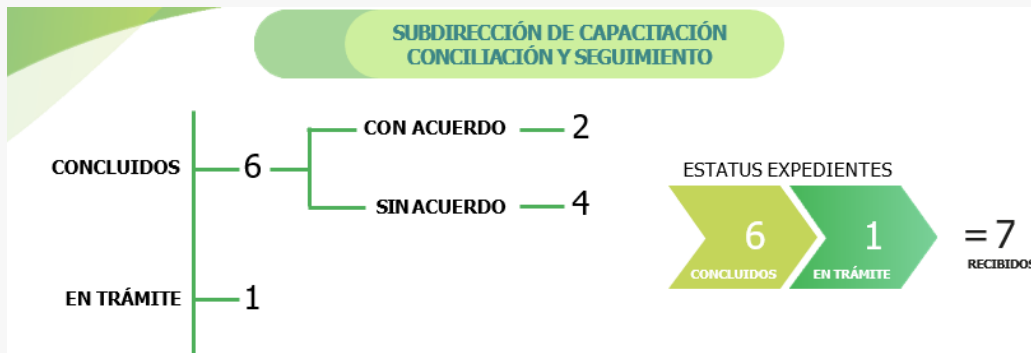 SUBDIRECCIÓN DE CAPACITACIÓN
CONCILIACIÓN Y SEGUIMIENTO
CON ACUERDO 2
CONCLUIDOS 6
SIN ACUERDO 4
EN TRÁMITE 1
ESTATUS EXPEDIENTES
6 1 = 7
CONCLUIDOS EN TRÁMITE RECIBIDOS